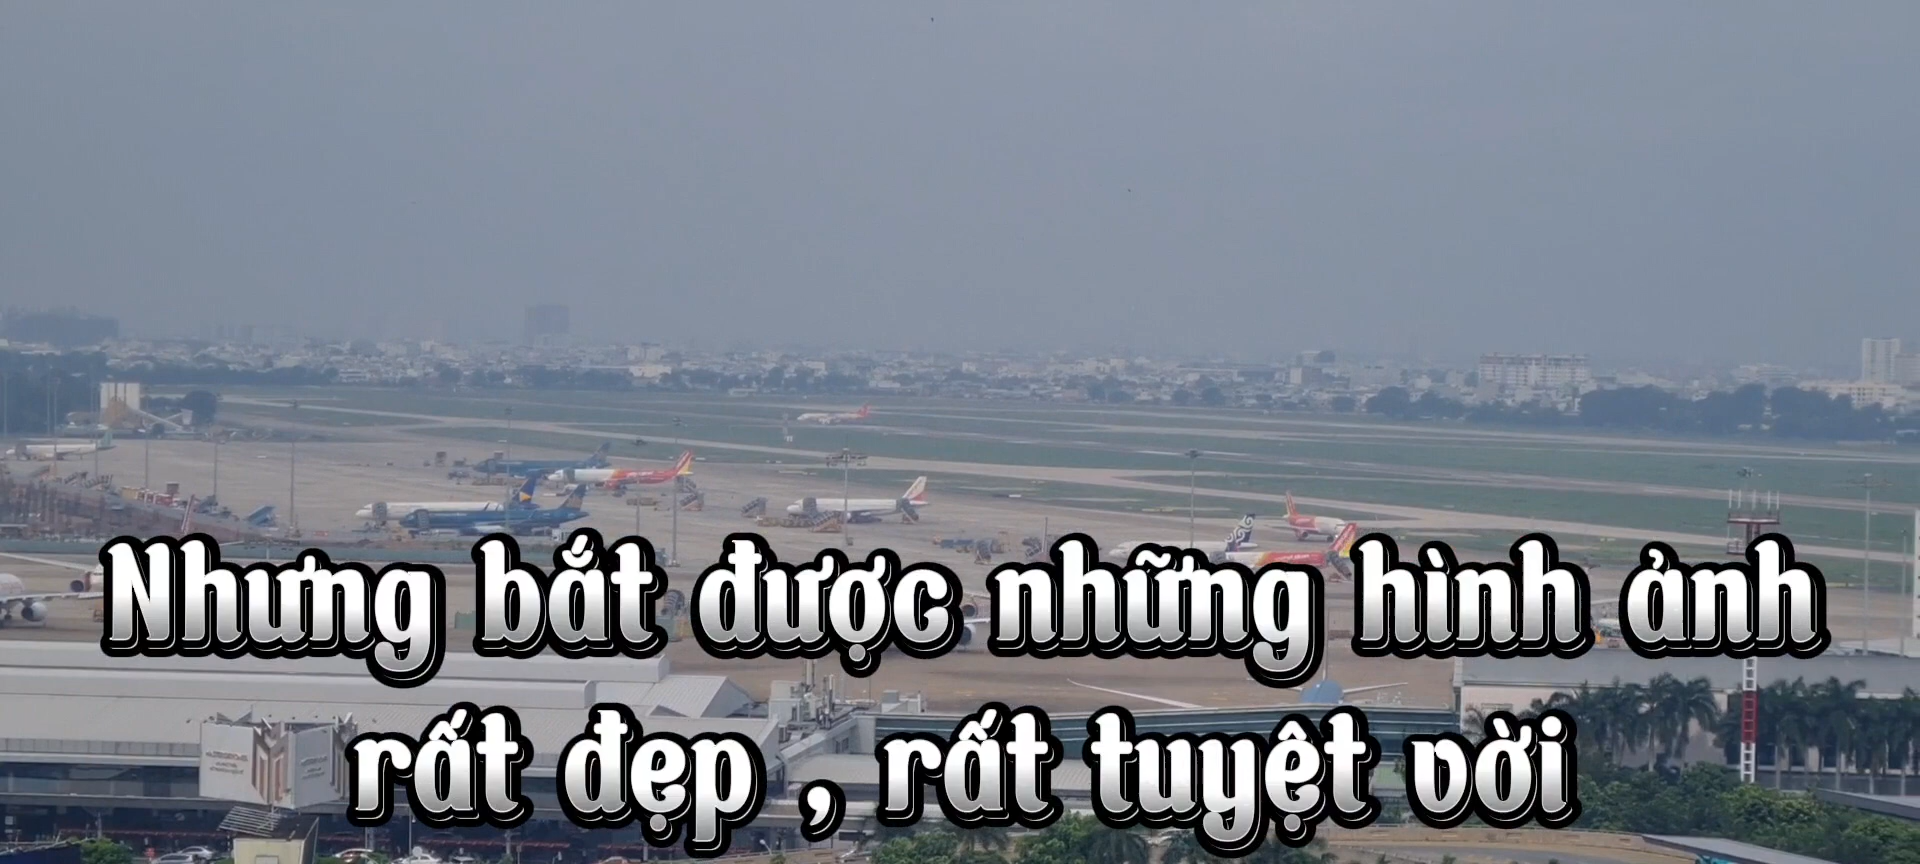 Nhưng bắt được những hình ảnh
rất đẹp , rất tuyệt vời